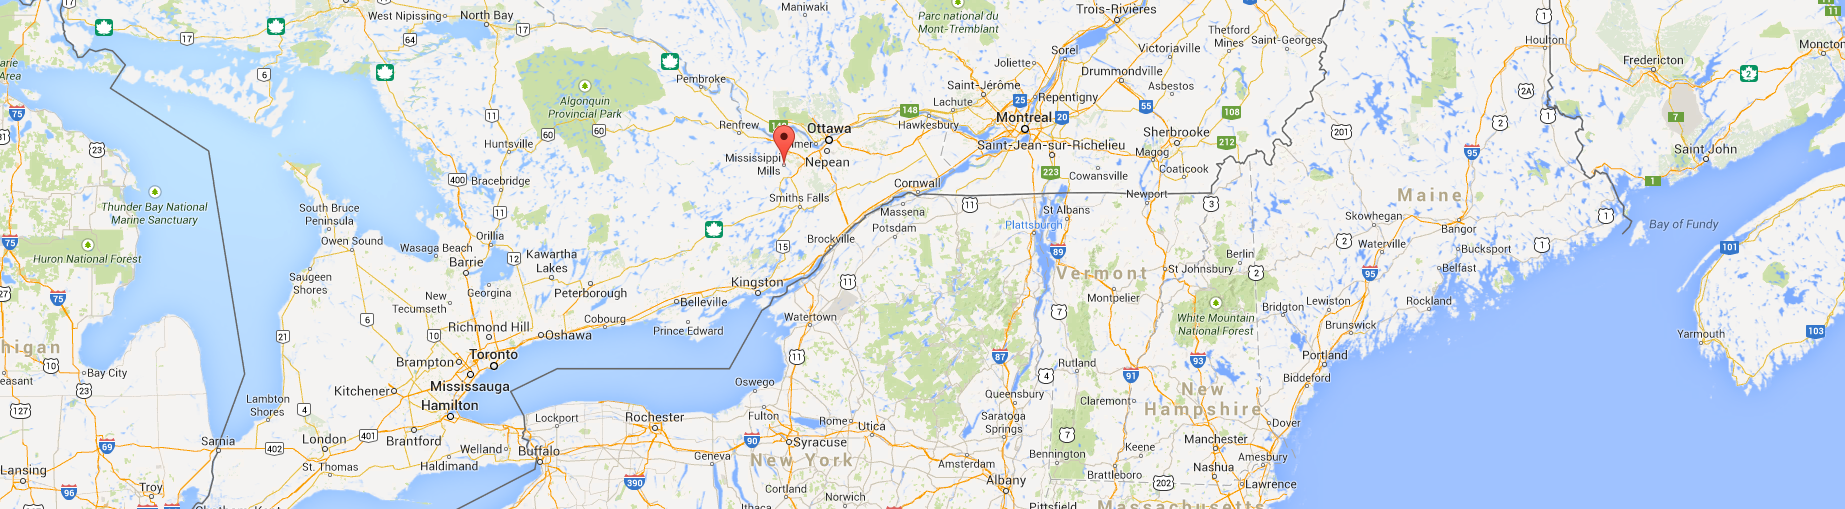 West Nipissing
North Bay
Maniwaki
Parc national du
Mont-Tremblant
Trois-Rivières
Thetford
Mines
Saint-Georges
Victoriaville
Houlton
Fredericton
Moncton
11
17
64
17
1
2
Area
6
75
Pembroke
Algonquin
Provincial Park
Joliette
Sorel
Saint-Jérôme
Drummondville
Asbestos
Lachute
25
Repentigny
55
108
2A
148
Hawkesbury
Montreal
20
Renfrew
Ottawa
Sherbrooke
201
2
1
7
11
60
60
Huntsville
31
23
Mississippi
Mills
Nepean
Saint-Jean-sur-Richelieu
Magog
212
95
Saint John
223
Cowansville
Coaticook
400
Bracebridge
Cornwall
Newport
1
Maine
Thunder Bay National
Marine Sanctuary
South Bruce
Peninsula
11
Smiths Falls
Massena
Potsdam
11
St Albans
Plattsburgh
3
Skowhegan
1
Bay of Fundy
75
Huron National Forest
Owen Sound
Wasaga Beach
Orillia
Barrie
12
Kawartha
Lakes
15
Brockville
89
Berlin
2
Waterville
Bangor
Bucksport
1
101
Saugeen
Shores
Vermont
St Johnsbury
2
95
Belfast
27
75
New
Tecumseth
Georgina
Peterborough
Belleville
Kingston
11
Montpelier
White Mountain
National Forest
Bridgton
Lewiston
Rockland
21
6
10
Richmond Hill
Oshawa
Cobourg
Prince Edward
Watertown
7
Brunswick
Yarmouth
103
higan
10
Bay City
Brampton
Toronto
11
87
Rutland
93
Portland
easant
23
Kitchener
Mississauga
Oswego
4
91
Biddeford
127
Lambton
Shores
4
Hamilton
Lockport
Rochester
Fulton
Rome
Utica
Queensbury
Saratoga
Springs
Claremont
New
Hampshire
Dover
69
Sarnia
402
London
401
Brantford
Welland
Buffalo
90
Syracuse
7
Manchester
Lansing
St. Thomas
Haldimand
Geneva
New York
Amsterdam
Bennington
Keene
Amesbury
96
Troy
390
Cortland
Norwich
Albany
Brattleboro
202
Nashua
Lawrence
Ithaca
Pittsfield
Massachusetts